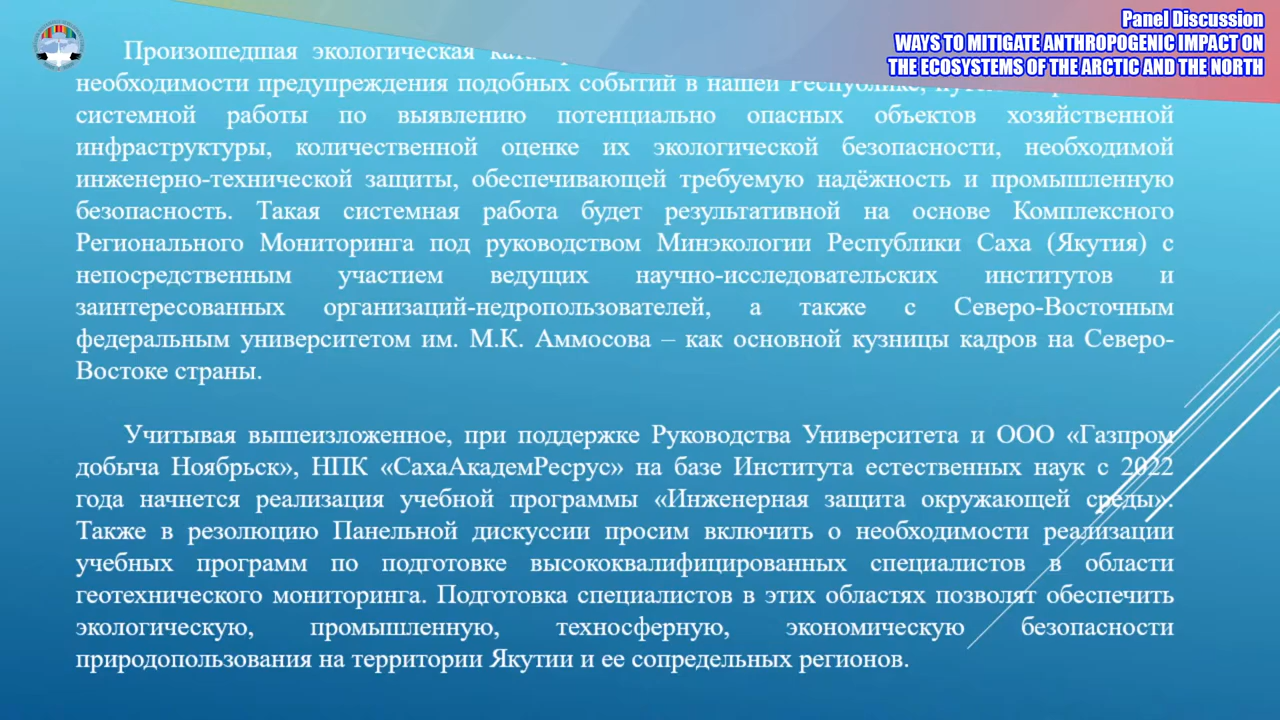 Panel Discussion
WAYS TO MITIGATE ANTHROPOGENIC IMPACT ON
THE ECOSYSTEMS OF THE ARCTIC AND THE NORTH
Произошедшая экологическая
необходимости предупреждения подобных событий в нашей Республике,
системной работы по выявлению потенциально опасных объектов хозяйственной
инфраструктуры, количественной оценке их экологической безопасности, необходимой
инженерно-технической защиты, обеспечивающей требуемую надёжность и промышленную
безопасность. Такая системная работа будет результативной на основе Комплексного
Регионального Мониторинга под руководством Минэкологии Республики Саха (Якутия) с
непосредственным участием ведущих научно-исследовательских институтов и
заинтересованных организаций-недропользователей, а также с Северо-Восточным
федеральным университетом им. М.К. Аммосова – как основной кузницы кадров на Северо-
Востоке страны.
Учитывая вышеизложенное, при поддержке Руководства Университета и ООО «Газпром
добыча Ноябрьск», НПК «СахаАкадемРесрус» на базе Института естественных наук с 2022
года начнется реализация учебной программы «Инженерная защита окружающей среды».
Также в резолюцию Панельной дискуссии просим включить о необходимости реализации
учебных программ по подготовке высококвалифицированных специалистов в области
геотехнического мониторинга. Подготовка специалистов в этих областях позволят обеспечить
экологическую, промышленную, техносферную, экономическую безопасности
природопользования на территории Якутии и ее сопредельных регионов.